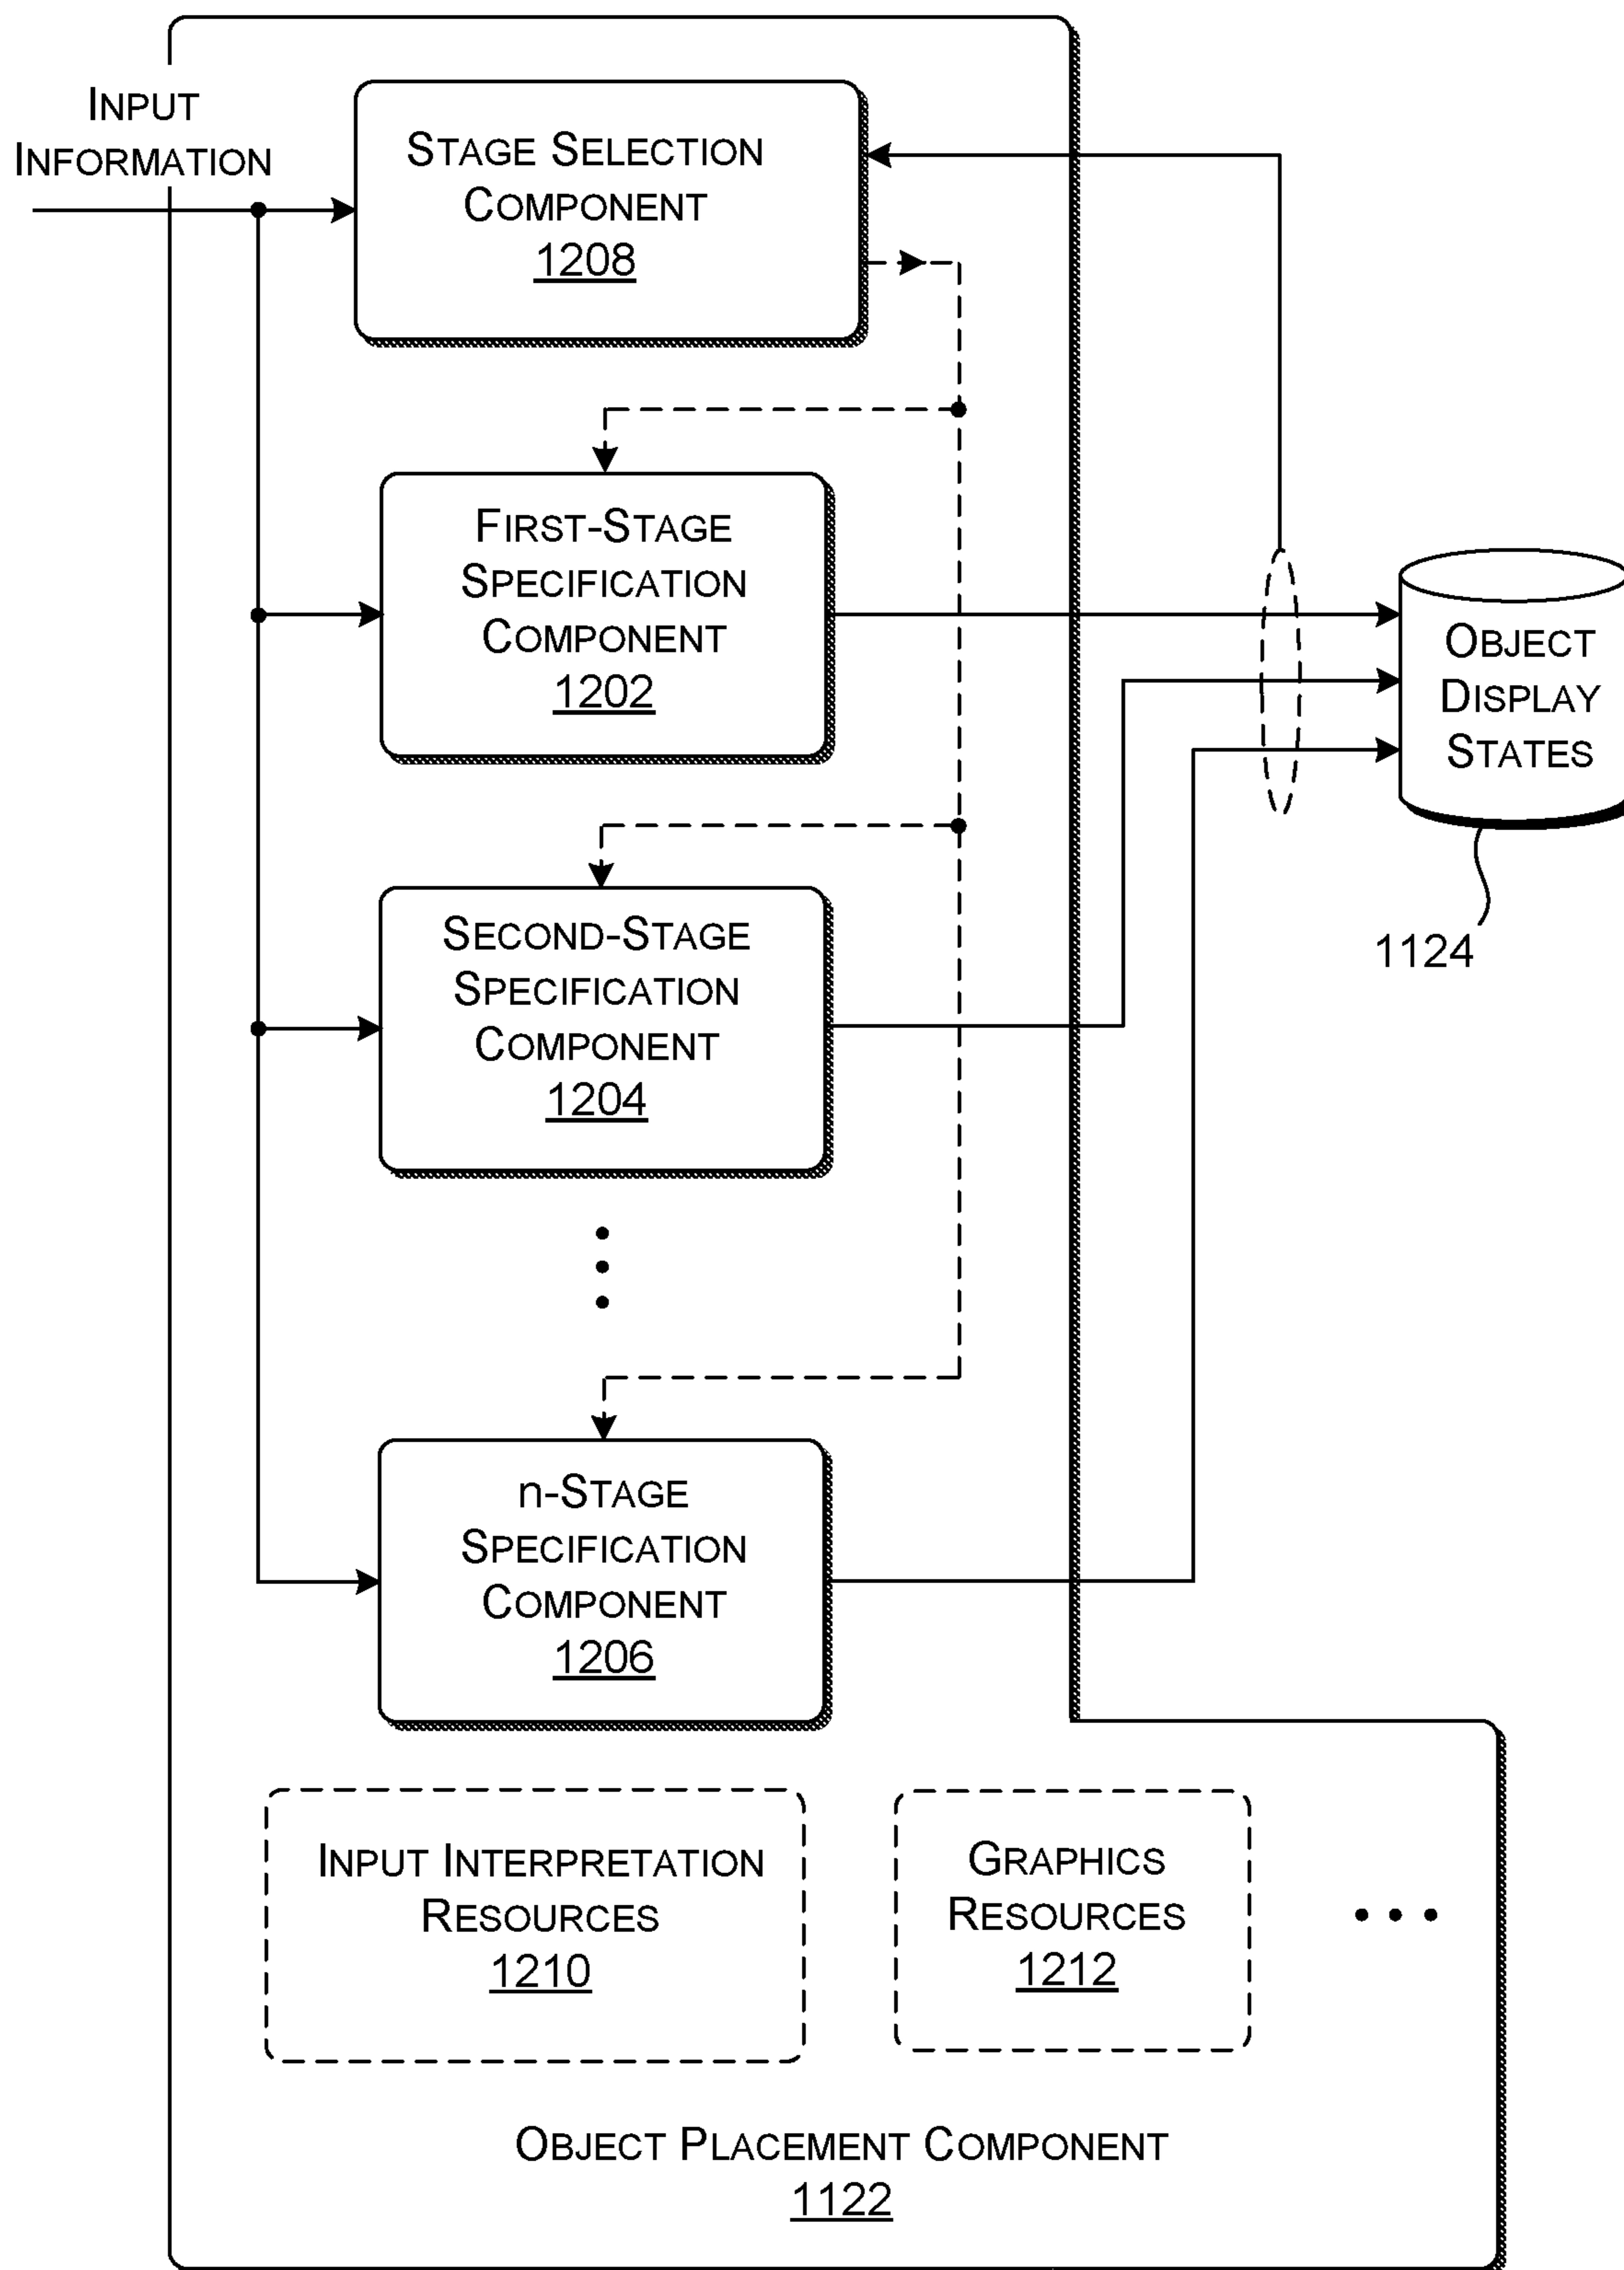 INPUT
INFORMATION
STAGE SELECTION
COMPONENT
1208
FIRST-STAGE
SPECIFICATION
COMPONENT
1202
OBJECT
DISPLAY
STATES
1124
SECOND-STAGE
SPECIFICATION
COMPONENT
1204
n-STAGE
SPECIFICATION
COMPONENT
1206
INPUT INTERPRETATION
RESOURCES
1210
GRAPHICS
RESOURCES
1212
OBJECT PLACEMENT COMPONENT
1122